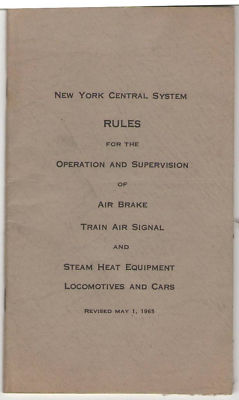 NEW YORK CENTRAL SYSTEM
RULES
FOR THE
OPERATION AND SUPERVISION
OF
AIR BRAKE
TRAIN AIR SIGNAL
AND
STEAM HEAT EQUIPMENT
LOCOMOTIVES AND CARS
REVISED MAY 1, 1965